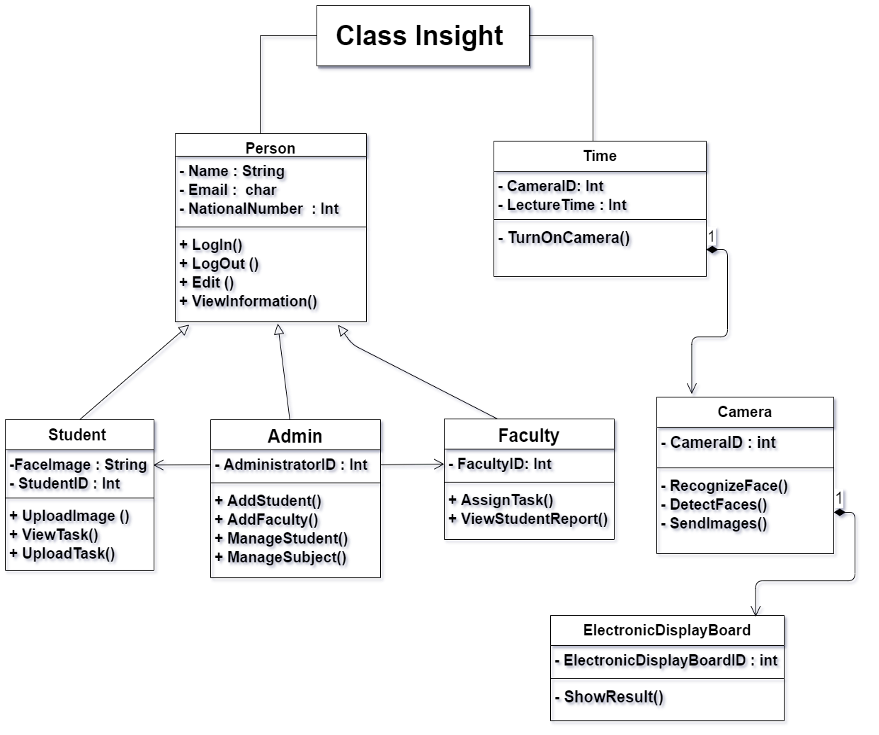 Class Insight
Person
- Name : String
- Email :  char
- NationalNumber  : Int
+ LogIn()
+ LogOut ()
+ Edit ()
+ ViewInformation()
Time
- CameraID: Int
- LectureTime : Int
- TurnOnCamera()
1
Student
-FaceImage : String
- StudentID : Int
+ UploadImage ()
+ ViewTask()
+ UploadTask()
Admin
- AdministratorID : Int
+ AddStudent()
+ AddFaculty()
+ ManageStudent()
+ ManageSubject()
Faculty
- FacultyID: Int
+ AssignTask()
+ ViewStudentReport()
Camera
- CameraID : int
- RecognizeFace()
- DetectFaces()
- SendImages()
1
ElectronicDisplayBoard
- ElectronicDisplayBoardID : int
- ShowResult()